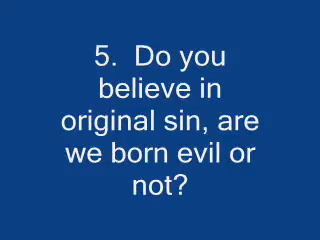 5.  Do you
believe in
original sin, are
we born evil or
not?